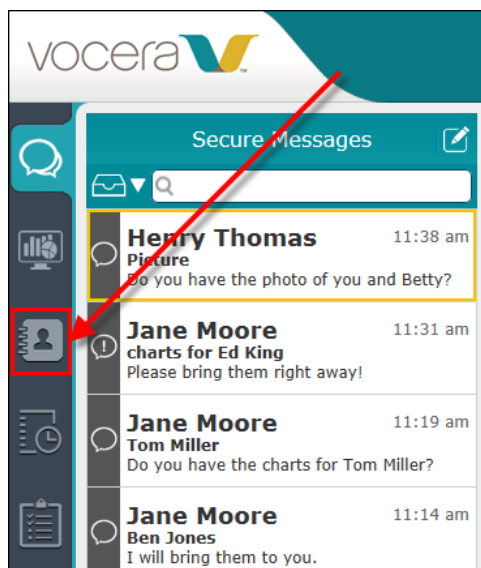 vocera
Secure Messages
Henry Thomas 11:38 am
Picture
Do you have the photo of you and Betty?
Jane Moore 11:31 am
charts for Ed King
Please bring them right away!
Jane Moore 11:19 am
Tom Miller
Do you have the charts for Tom Miller?
Jane Moore 11:14 am
Ben Jones
I will bring them to you.